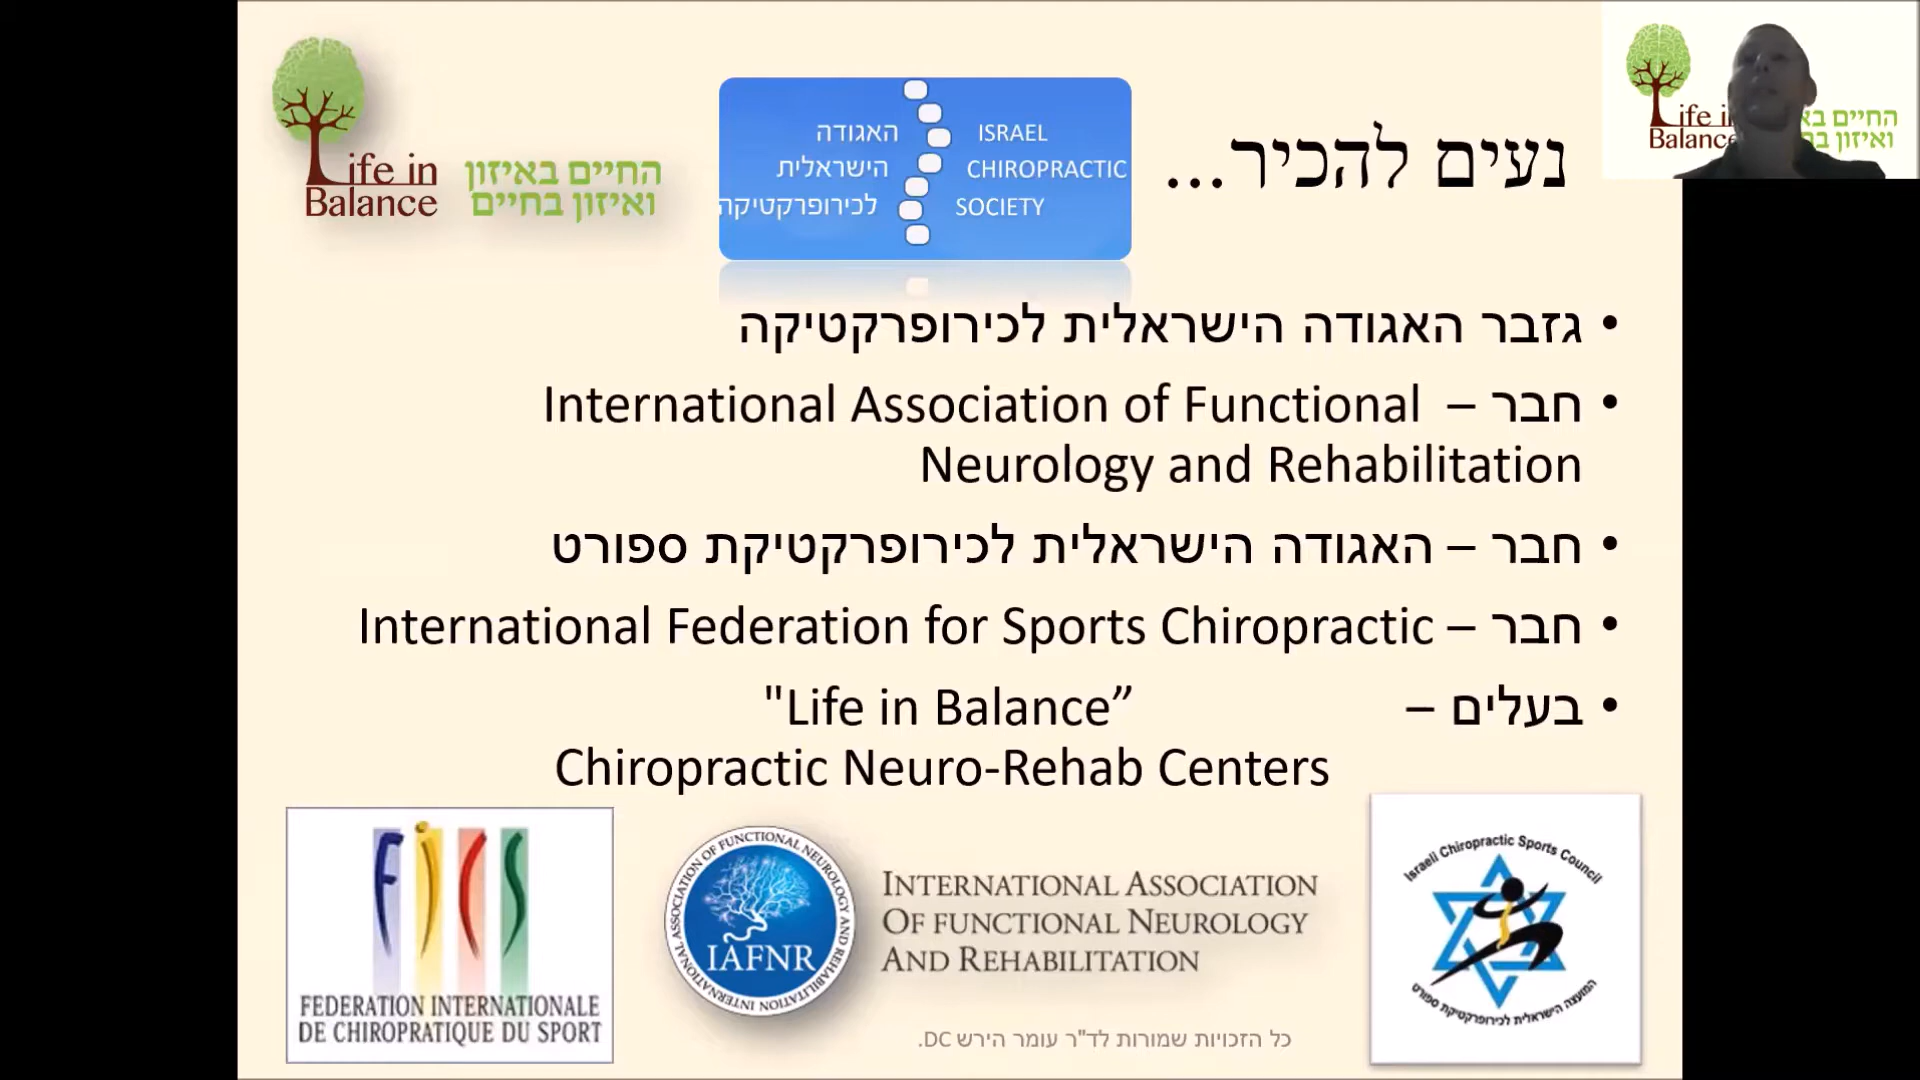 Life in
Balance
החיים באיזון
ואיזון בחיים
האגודה
הישראלית
לכירופרקטיקה
ISRAEL
CHIROPRACTIC
SOCIETY
נעים להכיר...
• גזבר האגודה הישראלית לכירופרקטיקה
• חבר – International Association of Functional
Neurology and Rehabilitation
• חבר – האגודה הישראלית לכירופרקטיקת ספורט
• חבר – International Federation for Sports Chiropractic
• בעלים – "Life in Balance”
Chiropractic Neuro-Rehab Centers
FICS
FEDERATION INTERNATIONALE
DE CHIROPRATIQUE DU SPORT
INTERNATIONAL ASSOCIATION OF FUNCTIONAL NEUROLOGY AND REHABILITATION
IAFNR
INTERNATIONAL ASSOCIATION
OF FUNCTIONAL NEUROLOGY
AND REHABILITATION
Israeli Chiropractic Sports Council
המועצה הישראלית לכירופרקטיקת ספורט
כל הזכויות שמורות לד"ר עומר הירש DC.
Balance
החיים